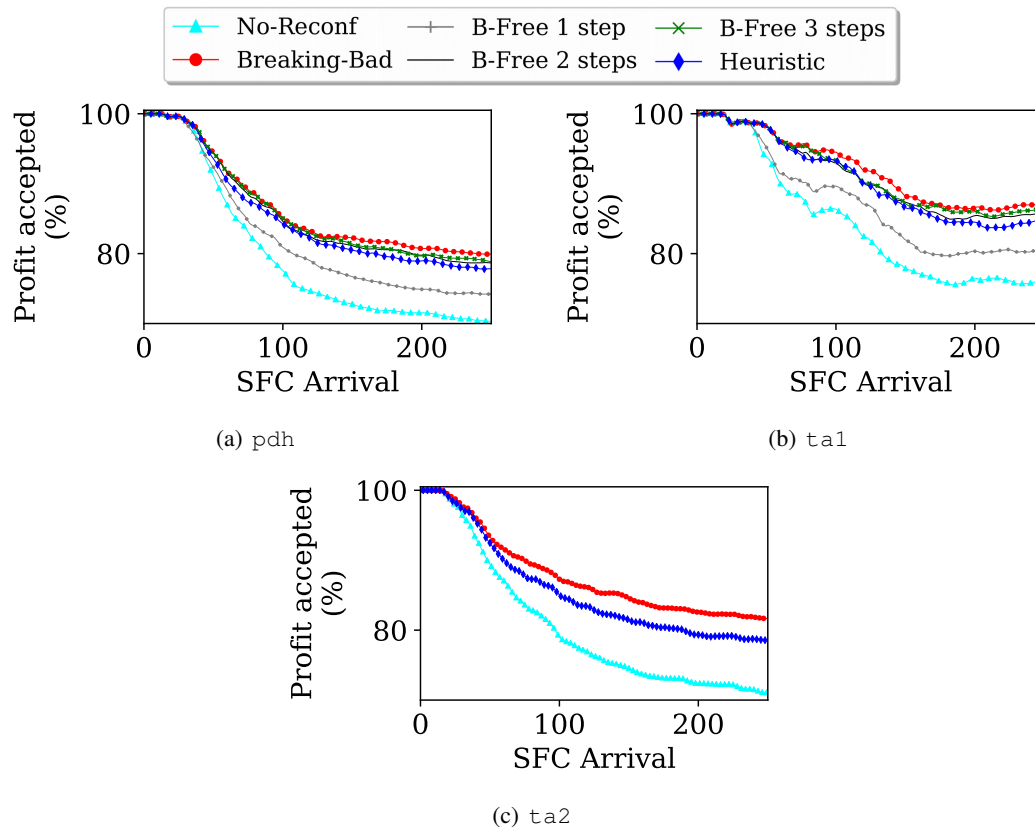 No-Reconf
B-Free 1 step
B-Free 3 steps
Breaking-Bad
B-Free 2 steps
Heuristic
Profit accepted
(%)
100
80
0
100
200
SFC Arrival
(a) pdh
Profit accepted
(%)
100
80
0
100
200
SFC Arrival
(b) ta1
Profit accepted
(%)
100
80
0
100
200
SFC Arrival
(c) ta2